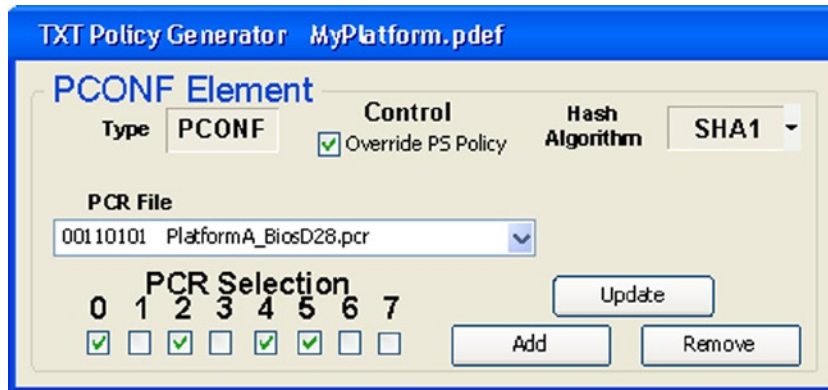 TXT Policy Generator MyPlatform.pdef
PCONF Element
Type PCONF
Control
Override PS Policy
Hash Algorithm
SHA1
PCR File
00110101 PlatformA_BiosD28.pcr
PCR Selection
0 1 2 3 4 5 6 7
Update
Add
Remove